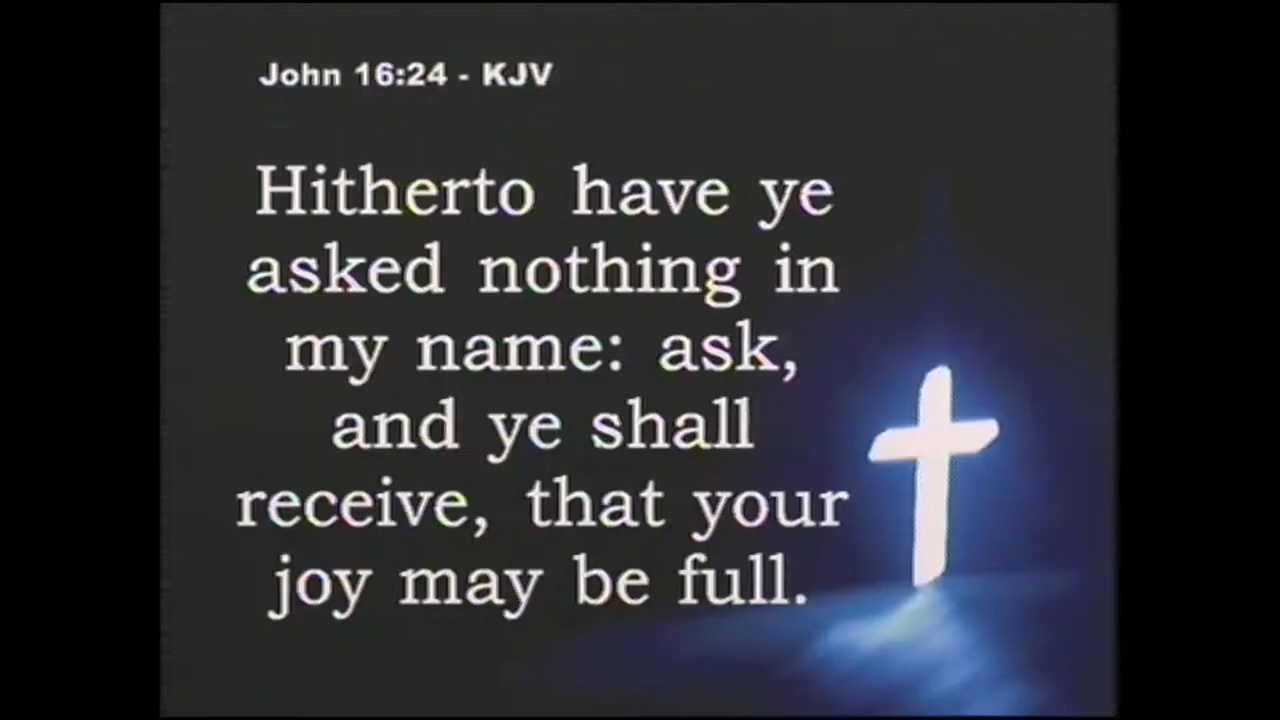 John 16:24 - KJV
Hitherto have ye
asked nothing in
my name: ask,
and ye shall
receive, that your
joy may be full.